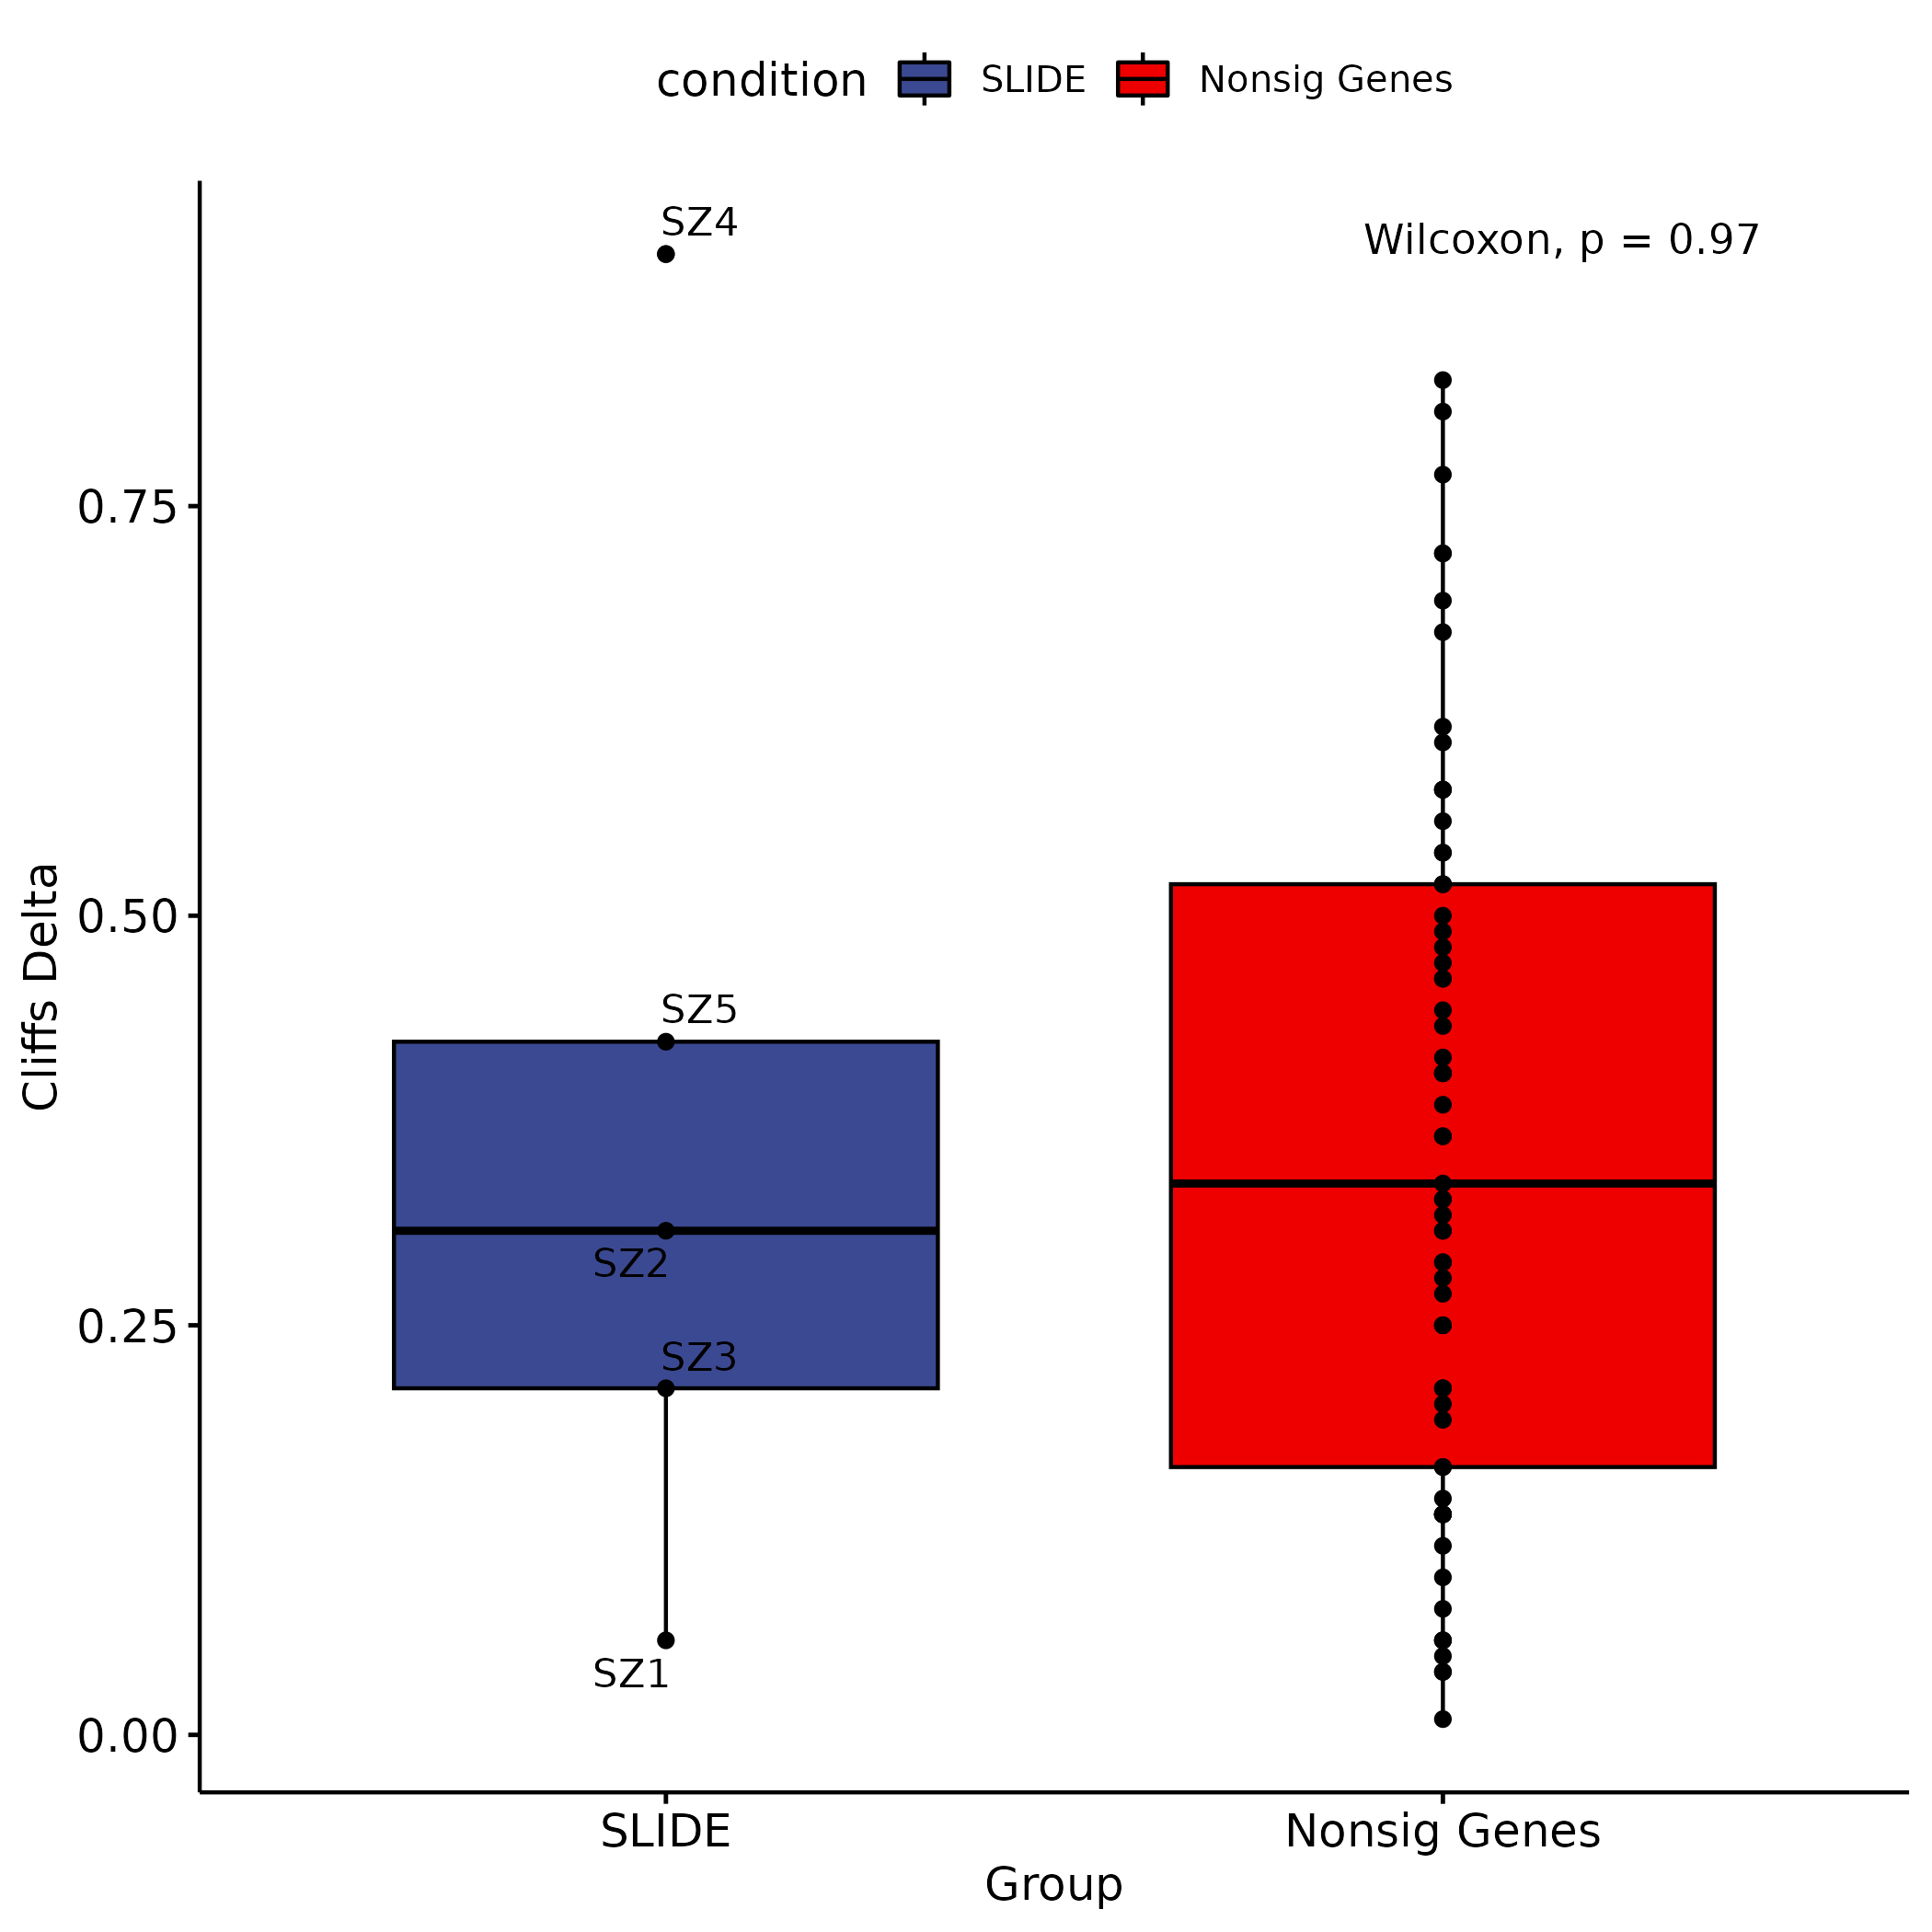 condition SLIDE Nonsig Genes
SZ4
Wilcoxon, p = 0.97
0.75
0.50
0.25
0.00
Cliffs Delta
SZ5
SZ2
SZ3
SZ1
SLIDE Nonsig Genes
Group